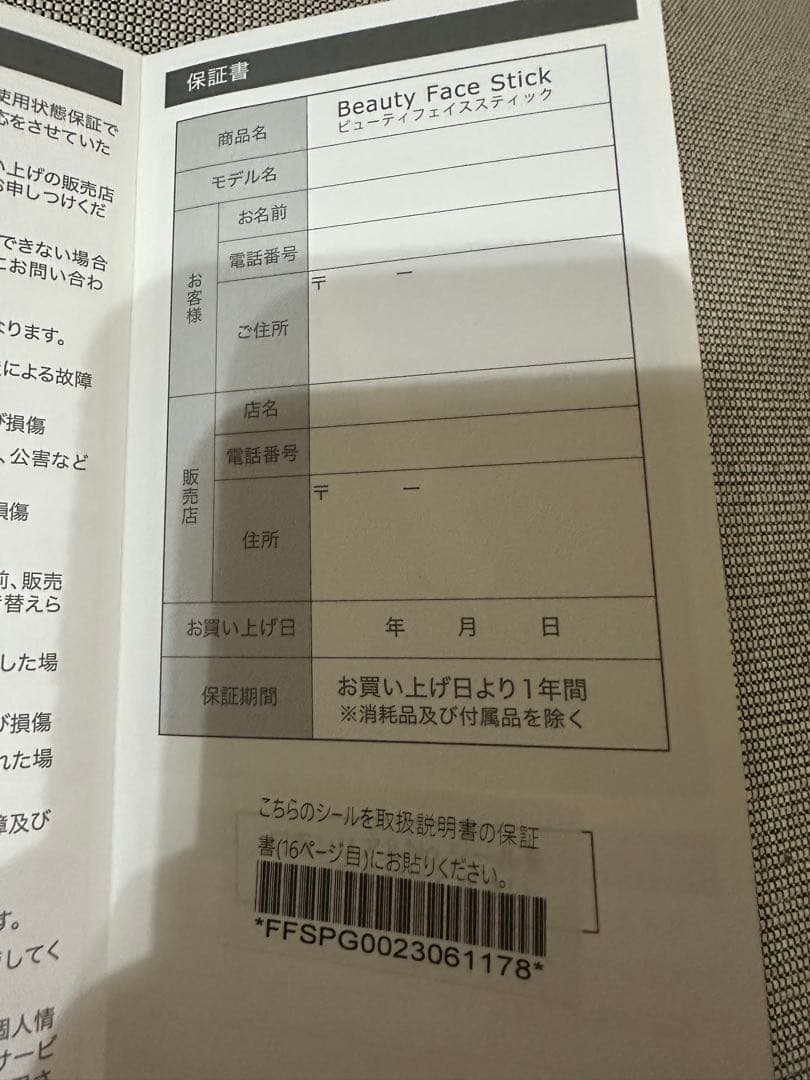 使用状態保証で
応をさせていた
い上げの販売店
お申しつけくだ
できない場合
にお問い合わ
なります。
による故障
び損傷
、公害など
損傷
前、販売
替えら
した場
び損傷
れた場
障及び
す。
してく
個人情
サービ
保証書
商品名
Beauty Face Stick
ビューティフェイススティック
モデル名
お客様
お名前
電話番号
ご住所
〒 ー
販売店
店名
電話番号
住所
〒 ー
お買い上げ日
年 月 日
保証期間
お買い上げ日より1年間
※消耗品及び付属品を除く
こちらのシールを取扱説明書の保証
書(16ページ目)にお貼りください。
*FFSPG0023061178*